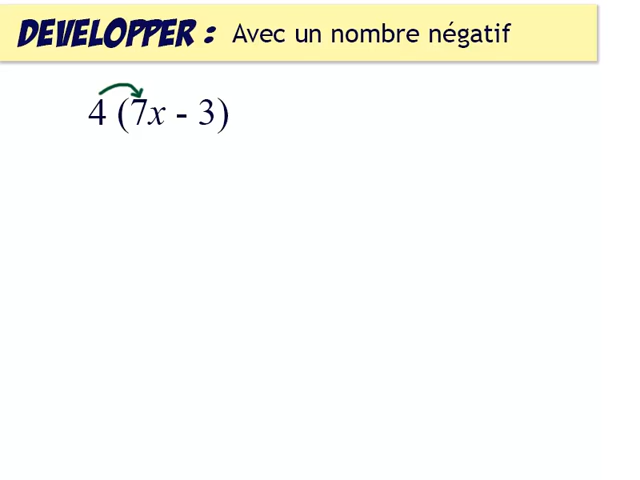 DEVELOPPER : Avec un nombre négatif
4 (7x - 3)